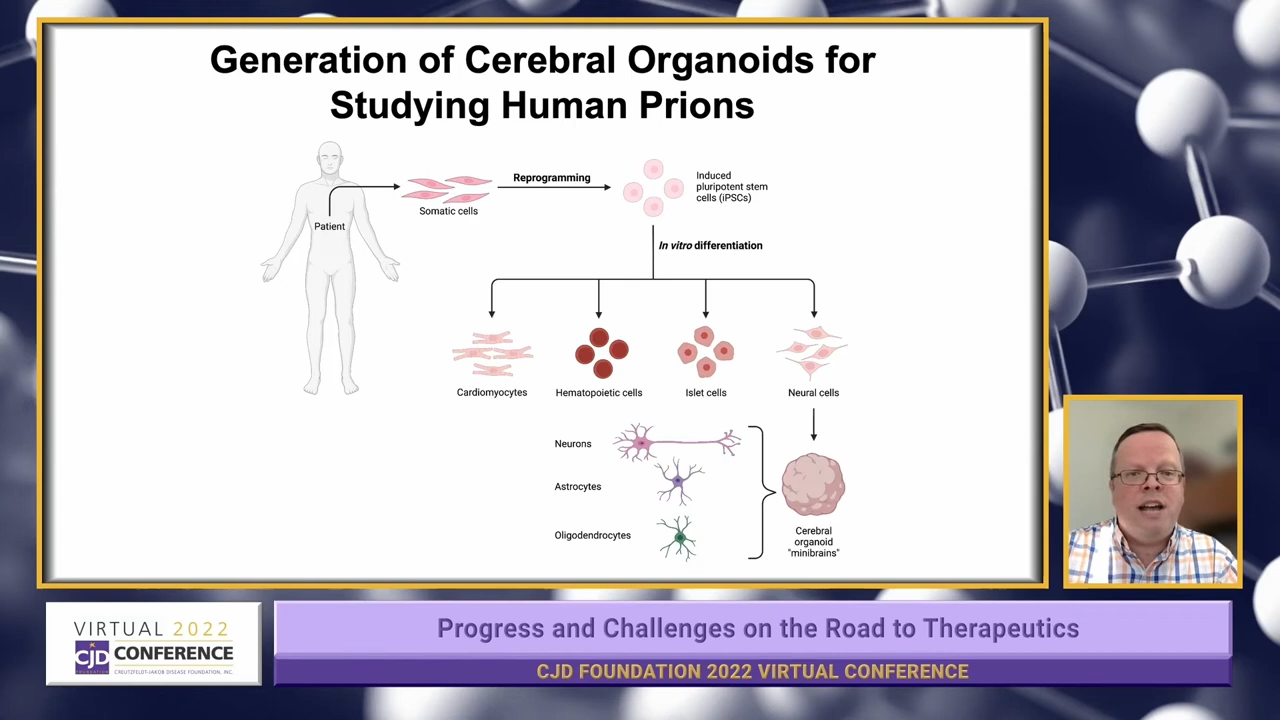 Generation of Cerebral Organoids for
Studying Human Prions
Patient
Somatic cells
Reprogramming
Induced
pluripotent stem
cells (iPSCs)
In vitro differentiation
Cardiomyocytes
Hematopoietic cells
Islet cells
Neural cells
Neurons
Astrocytes
Oligodendrocytes
Cerebral
organoid
"minibrains"
VIRTUAL 2022
CJD CONFERENCE
FOUNDATION
CREUTZFELDT-JAKOB DISEASE FOUNDATION, INC.
Progress and Challenges on the Road to Therapeutics
CJD FOUNDATION 2022 VIRTUAL CONFERENCE